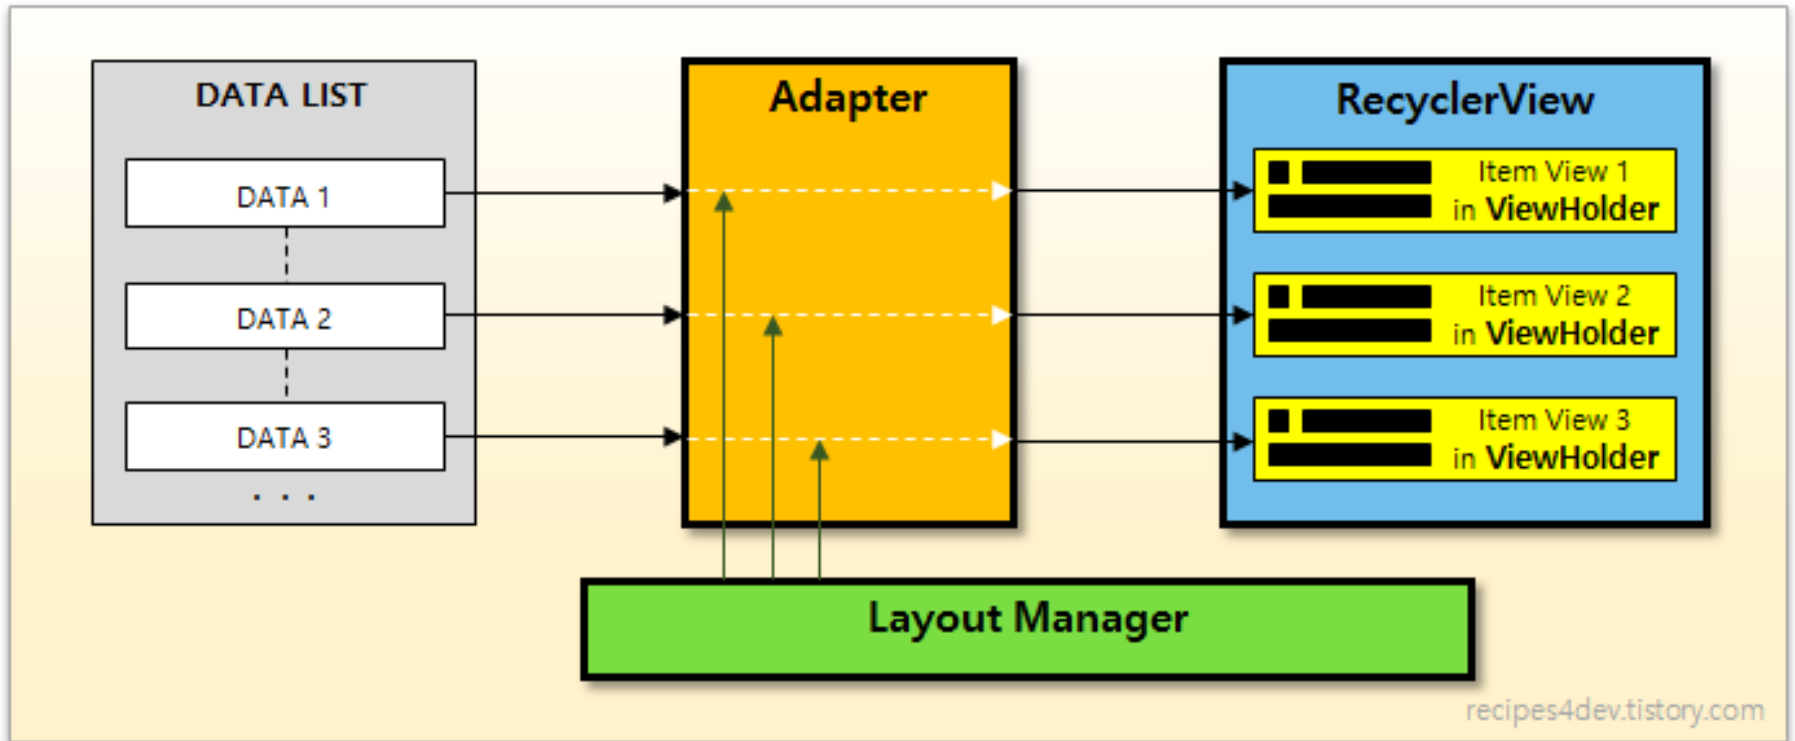 DATA LIST
DATA 1
DATA 2
DATA 3
. . .
Adapter
RecyclerView
Item View 1
in ViewHolder
Item View 2
in ViewHolder
Item View 3
in ViewHolder
Layout Manager
recipes4dev.tistory.com